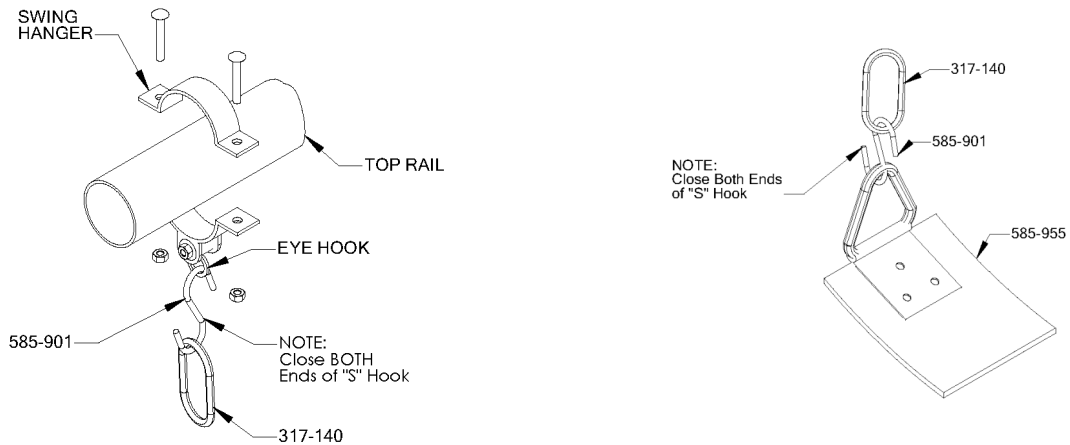 SWING
HANGER
TOP RAIL
EYE HOOK
585-901
NOTE:
Close BOTH
Ends of "S" Hook
317-140
317-140
585-901
NOTE:
Close Both Ends
of "S" Hook
585-955